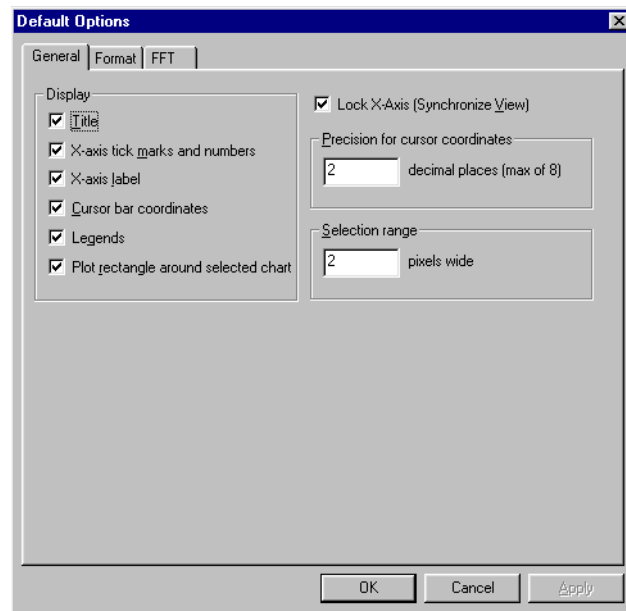 Default Options
General Format FFT
Display
Title
X-axis tick marks and numbers
X-axis label
Cursor bar coordinates
Legends
Plot rectangle around selected chart
Lock X-Axis (Synchronize View)
Precision for cursor coordinates
2 decimal places (max of 8)
Selection range
2 pixels wide
OK Cancel Apply